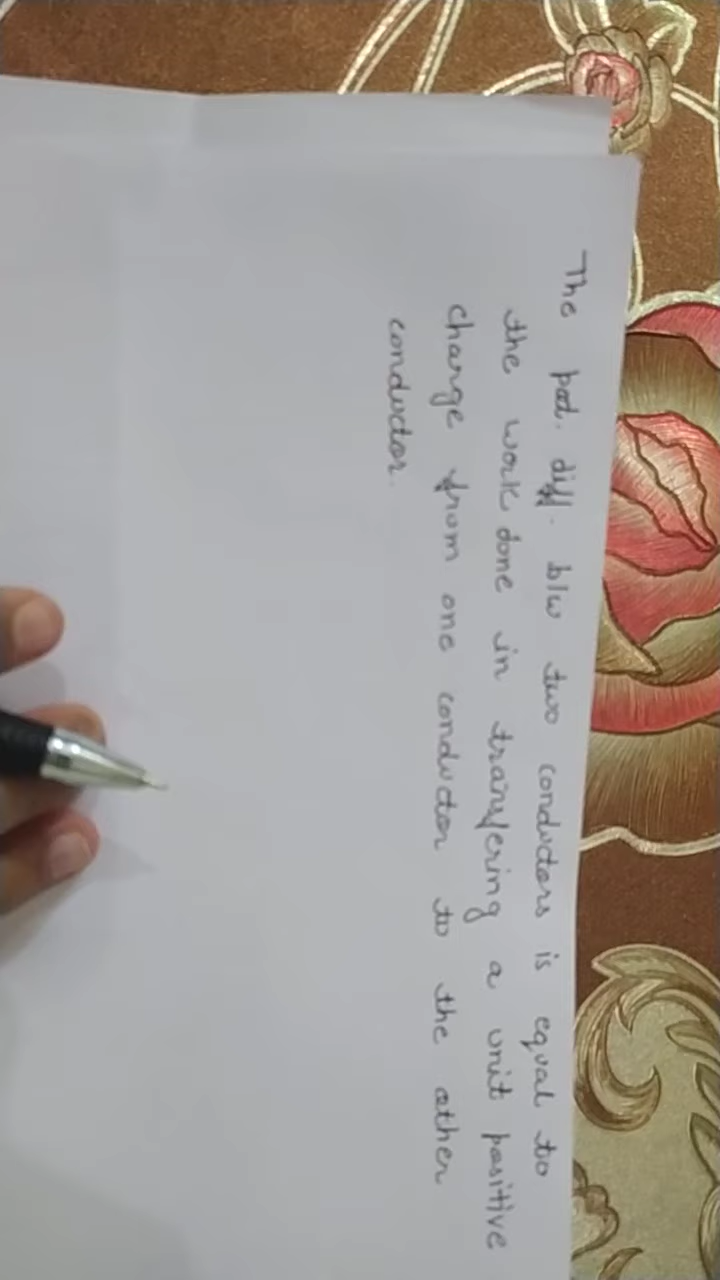 The pot. diff. b/w two conductors is equal to
the work done in transfering a unit positive
charge from one conductor to the other
conductor.